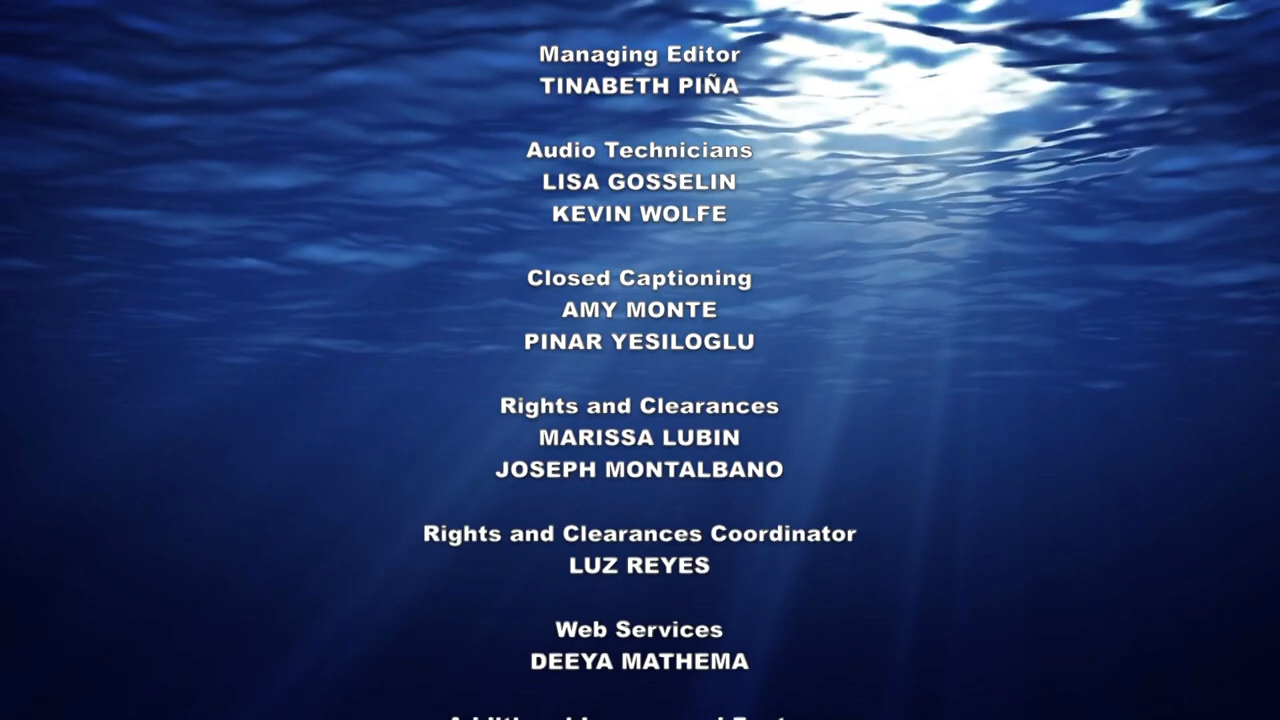 Managing Editor
TINABETH PIÑA
Audio Technicians
LISA GOSSELIN
KEVIN WOLFE
Closed Captioning
AMY MONTE
PINAR YESILOGLU
Rights and Clearances
MARISSA LUBIN
JOSEPH MONTALBANO
Rights and Clearances Coordinator
LUZ REYES
Web Services
DEEYA MATHEMA